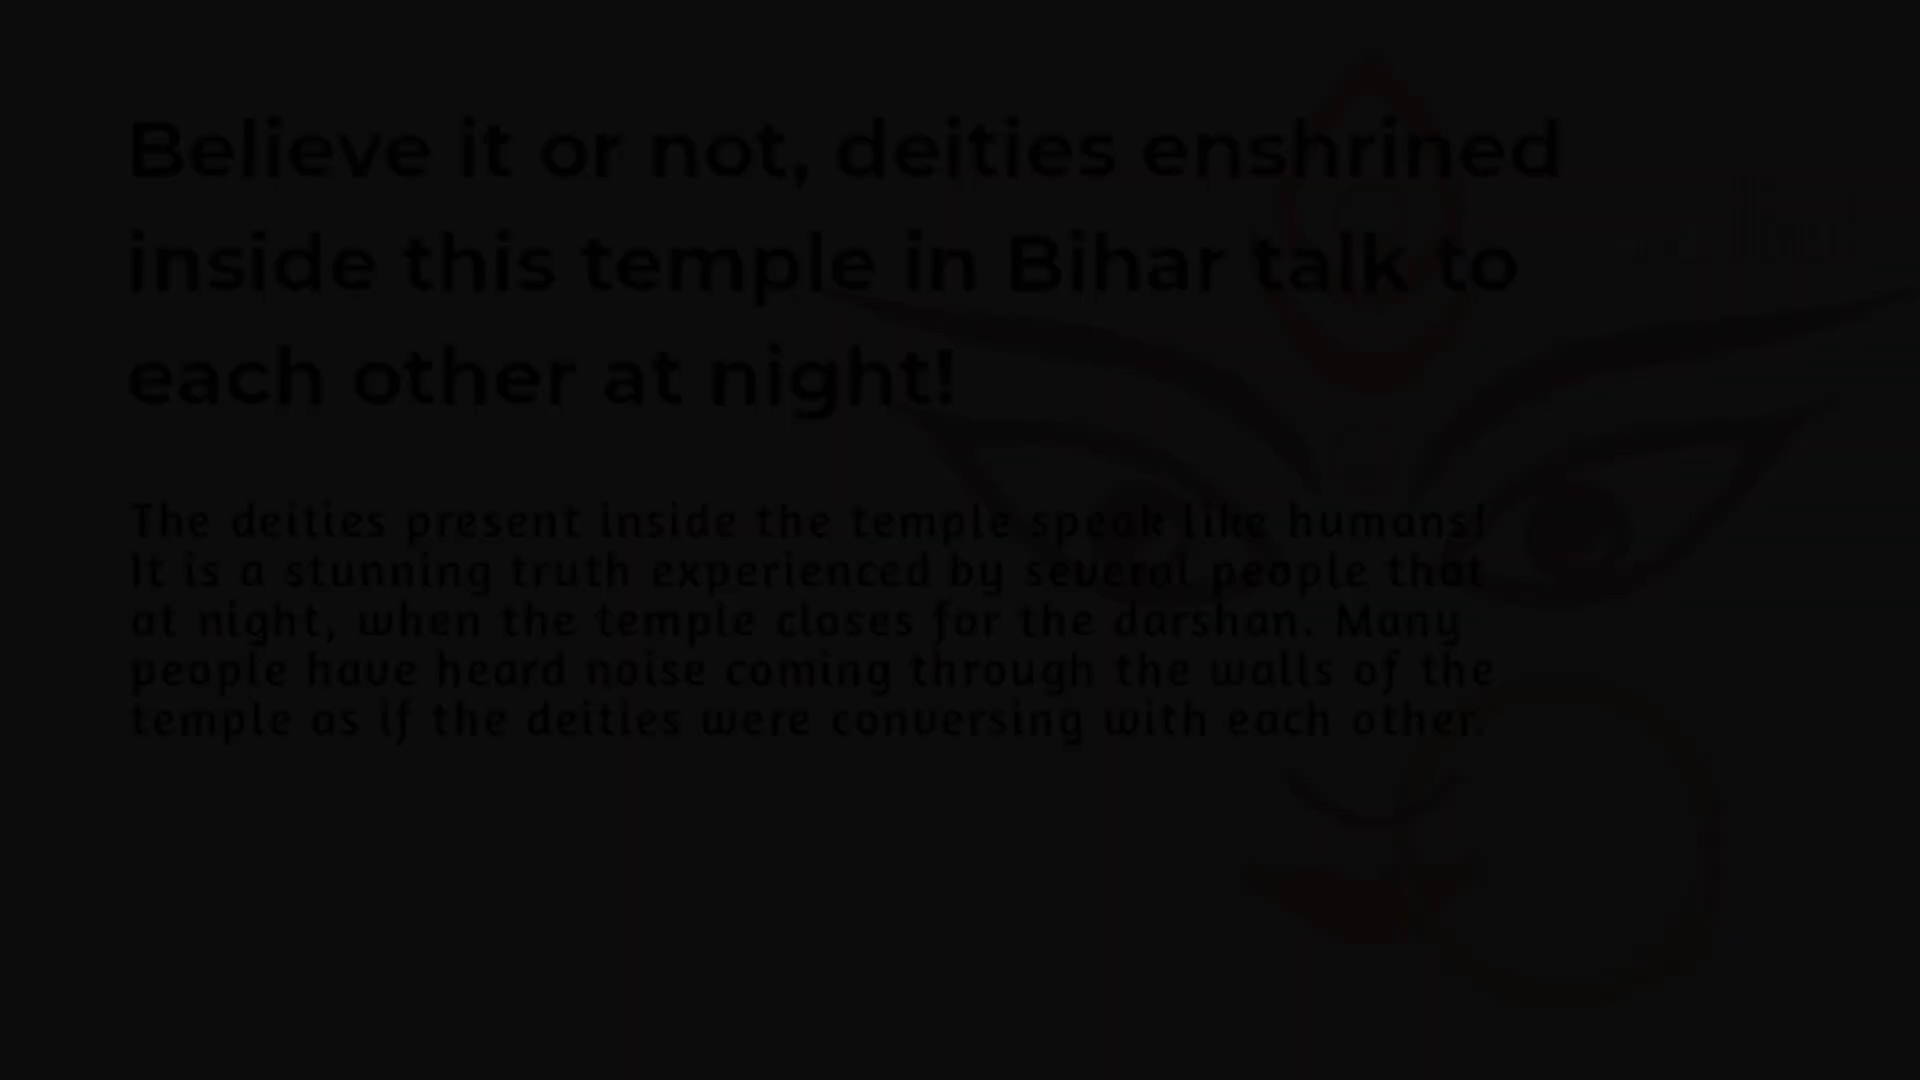 Believe it or not, deities enshrined
inside this temple in Bihar talk to
each other at night!
The deities present inside the temple speak like humans!
It is a stunning truth experienced by several people that
at night, when the temple closes for the darshan. Many
people have heard noise coming through the walls of the
temple as if the deities were conversing with each other.